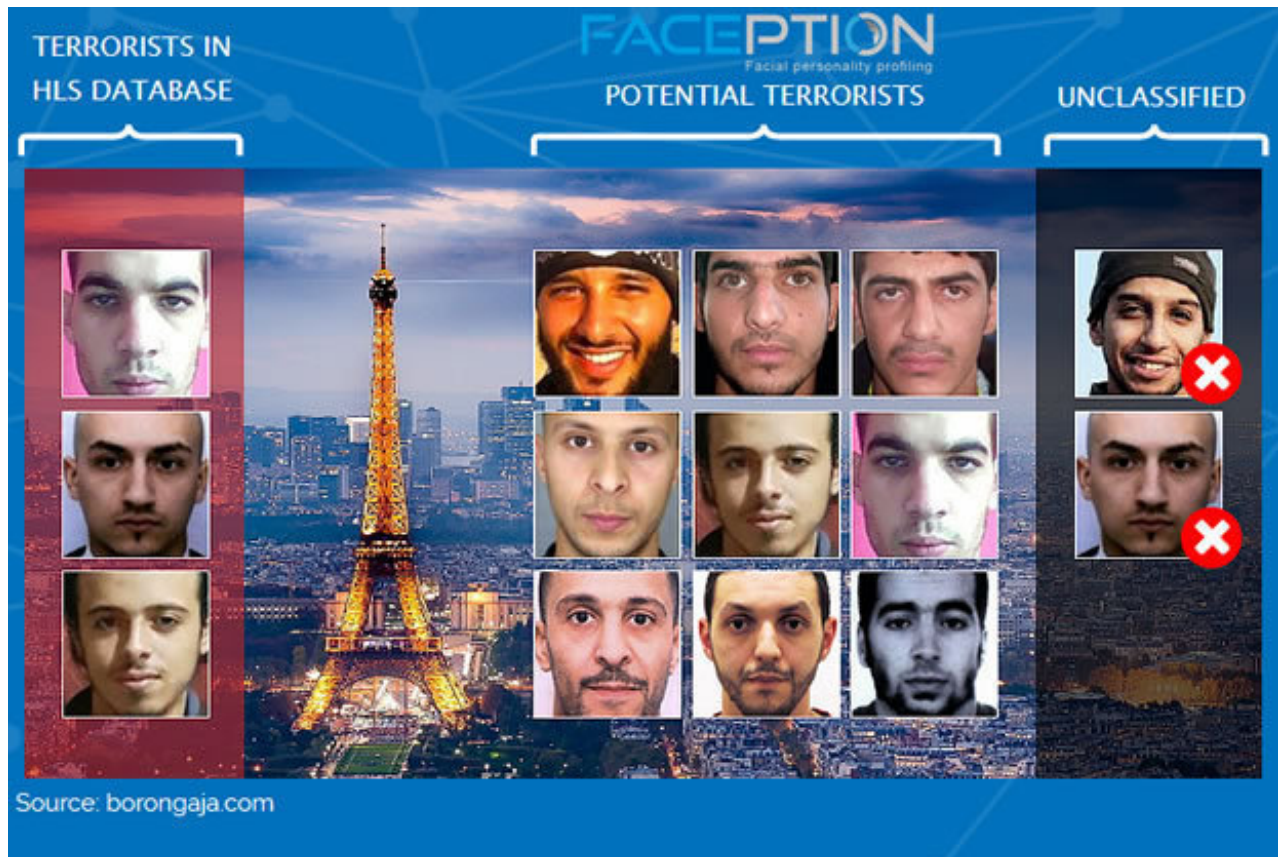 TERRORISTS IN
HLS DATABASE
FACEPTION
Facial personality profiling
POTENTIAL TERRORISTS
UNCLASSIFIED
Source: borongaja.com